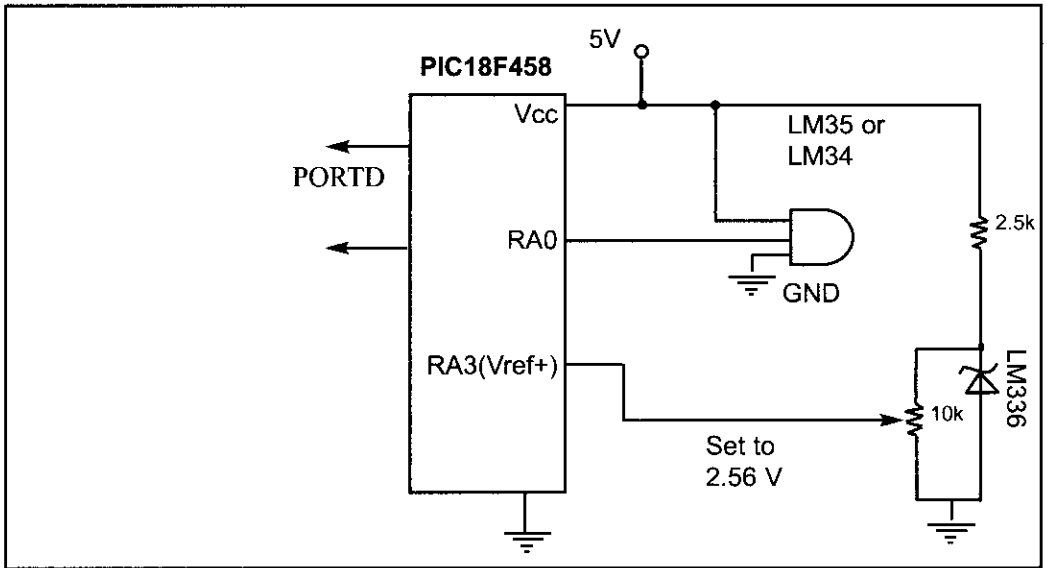 5V
PIC18F458
Vcc
LM35 or
LM34
PORTD
2.5k
RA0
GND
RA3(Vref+)
LM336
10k
Set to
2.56 V